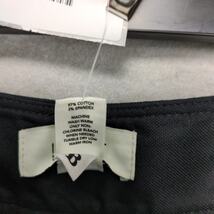 97% COTTON
3% SPANDEX
MACHINE
WASH WARM
ONLY NON-
CHLORINE BLEACH
WHEN NEEDED
TUMBLE DRY LOW
WARM IRON